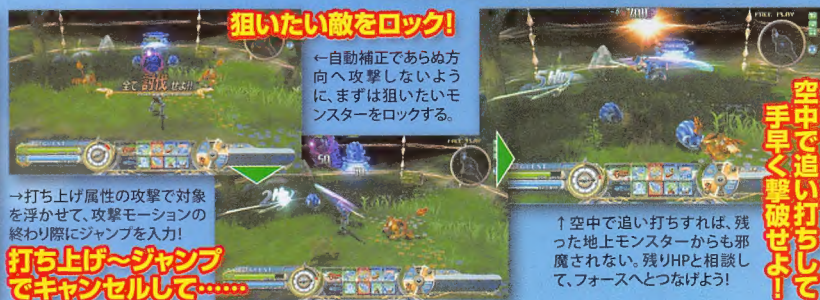 狙いたい敵をロック!
←自動補正であらぬ方
向へ攻撃しないよう
に、まずは狙いたいモ
ンスターをロックする。
全て討伐せよ!!
→打ち上げ属性の攻撃で対象
を浮かせて、攻撃モーションの
終わり際にジャンプを入力!
打ち上げ〜ジャンプ
でキャンセルして……
FREE PLAY
空中で追い打ちして
手早く撃破せよ!
↑空中で追い打ちすれば、残
った地上モンスターからも邪
魔されない。残りHPと相談し
て、フォースへとつなげよう!